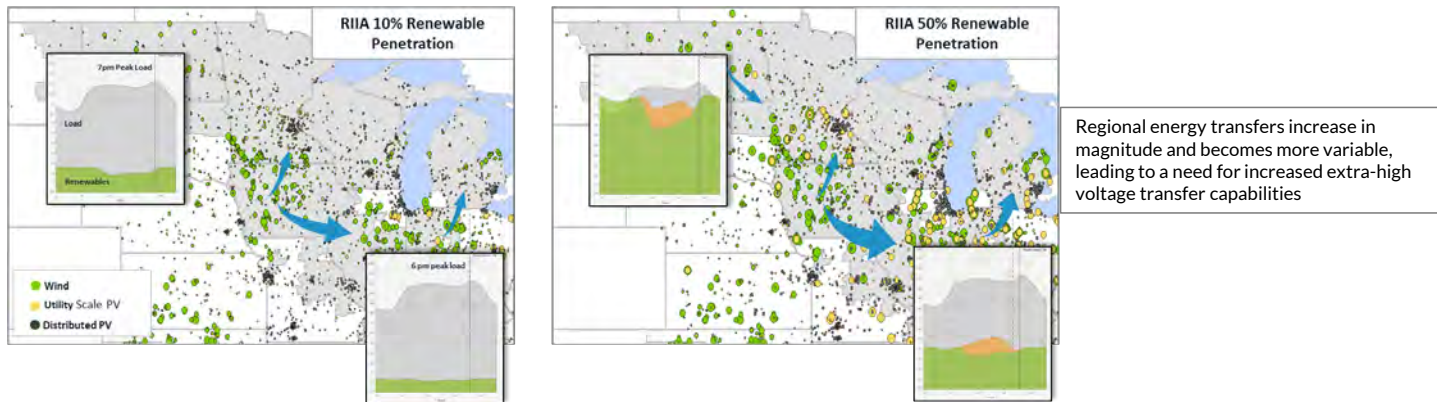 RIIA 10% Renewable
Penetration
7pm Peak Load
Load
Renewables
Wind
Utility Scale PV
Distributed PV
6 pm peak load
RIIA 50% Renewable
Penetration
Regional energy transfers increase in
magnitude and becomes more variable,
leading to a need for increased extra-high
voltage transfer capabilities